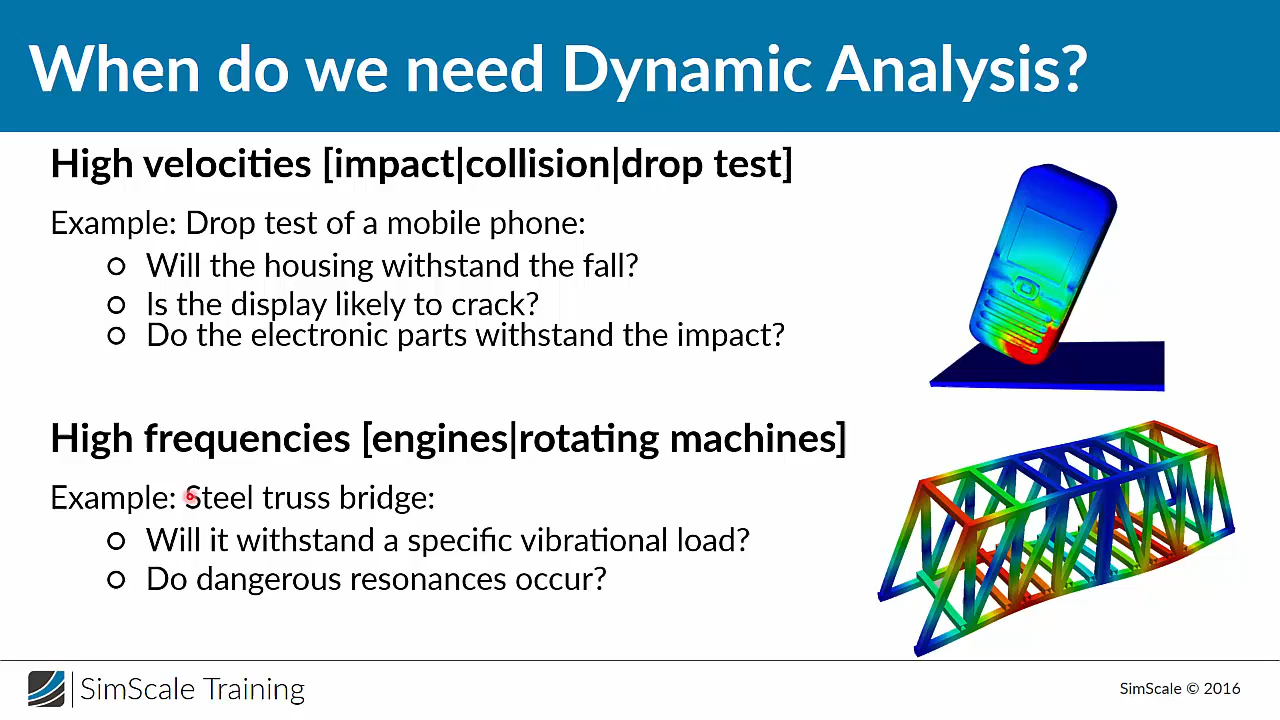 When do we need Dynamic Analysis?
High velocities [impact|collision|drop test]
Example: Drop test of a mobile phone:
Will the housing withstand the fall?
Is the display likely to crack?
Do the electronic parts withstand the impact?
High frequencies [engines|rotating machines]
Example: Steel truss bridge:
Will it withstand a specific vibrational load?
Do dangerous resonances occur?
SimScale Training
SimScale © 2016